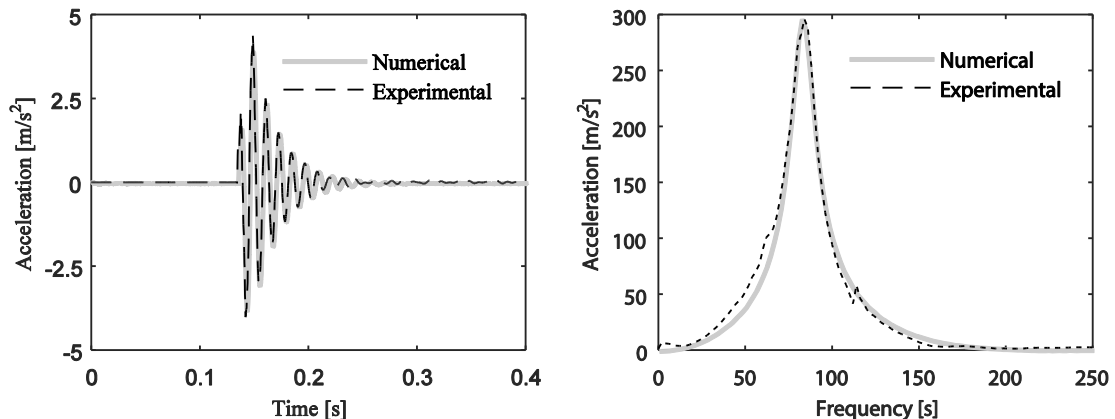 5
2.5
0
-2.5
-5
Acceleration [m/s²]
Numerical
Experimental
0
0.1
0.2
0.3
0.4
Time [s]
300
250
200
150
100
50
0
Acceleration [m/s²]
Numerical
Experimental
0
50
100
150
200
250
Frequency [s]